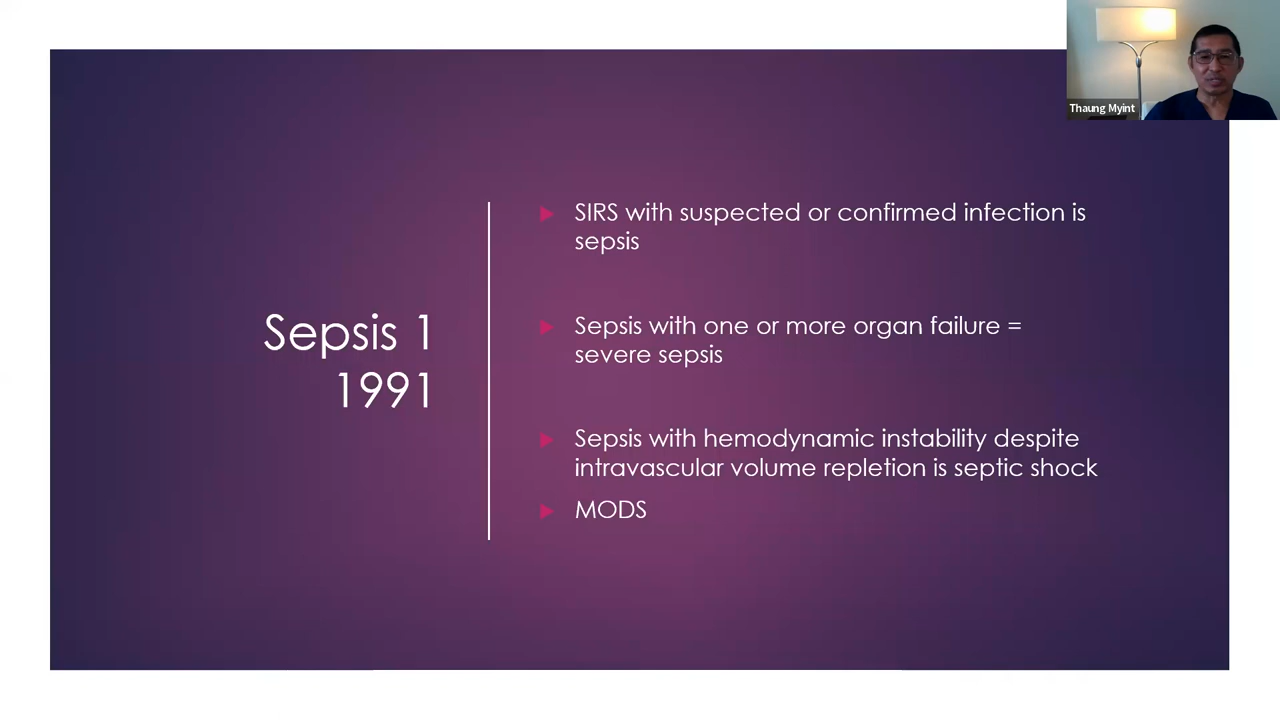 Thaung Myint
Sepsis 1
1991
SIRS with suspected or confirmed infection is
sepsis
Sepsis with one or more organ failure =
severe sepsis
Sepsis with hemodynamic instability despite
intravascular volume repletion is septic shock
MODS